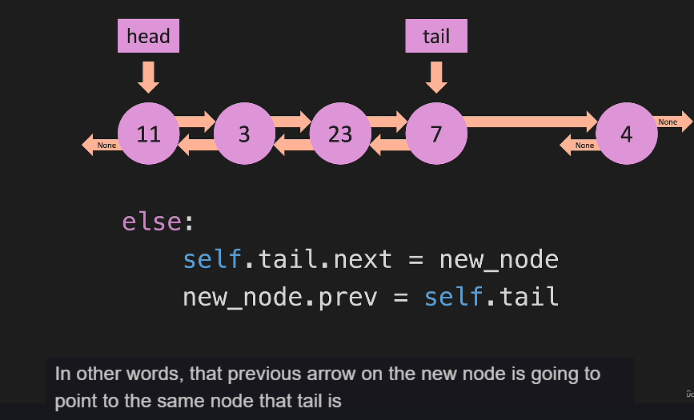 head tail
None 11 3 23 7 None 4 None
else:
self.tail.next = new_node
new_node.prev = self.tail
In other words, that previous arrow on the new node is going to
point to the same node that tail is